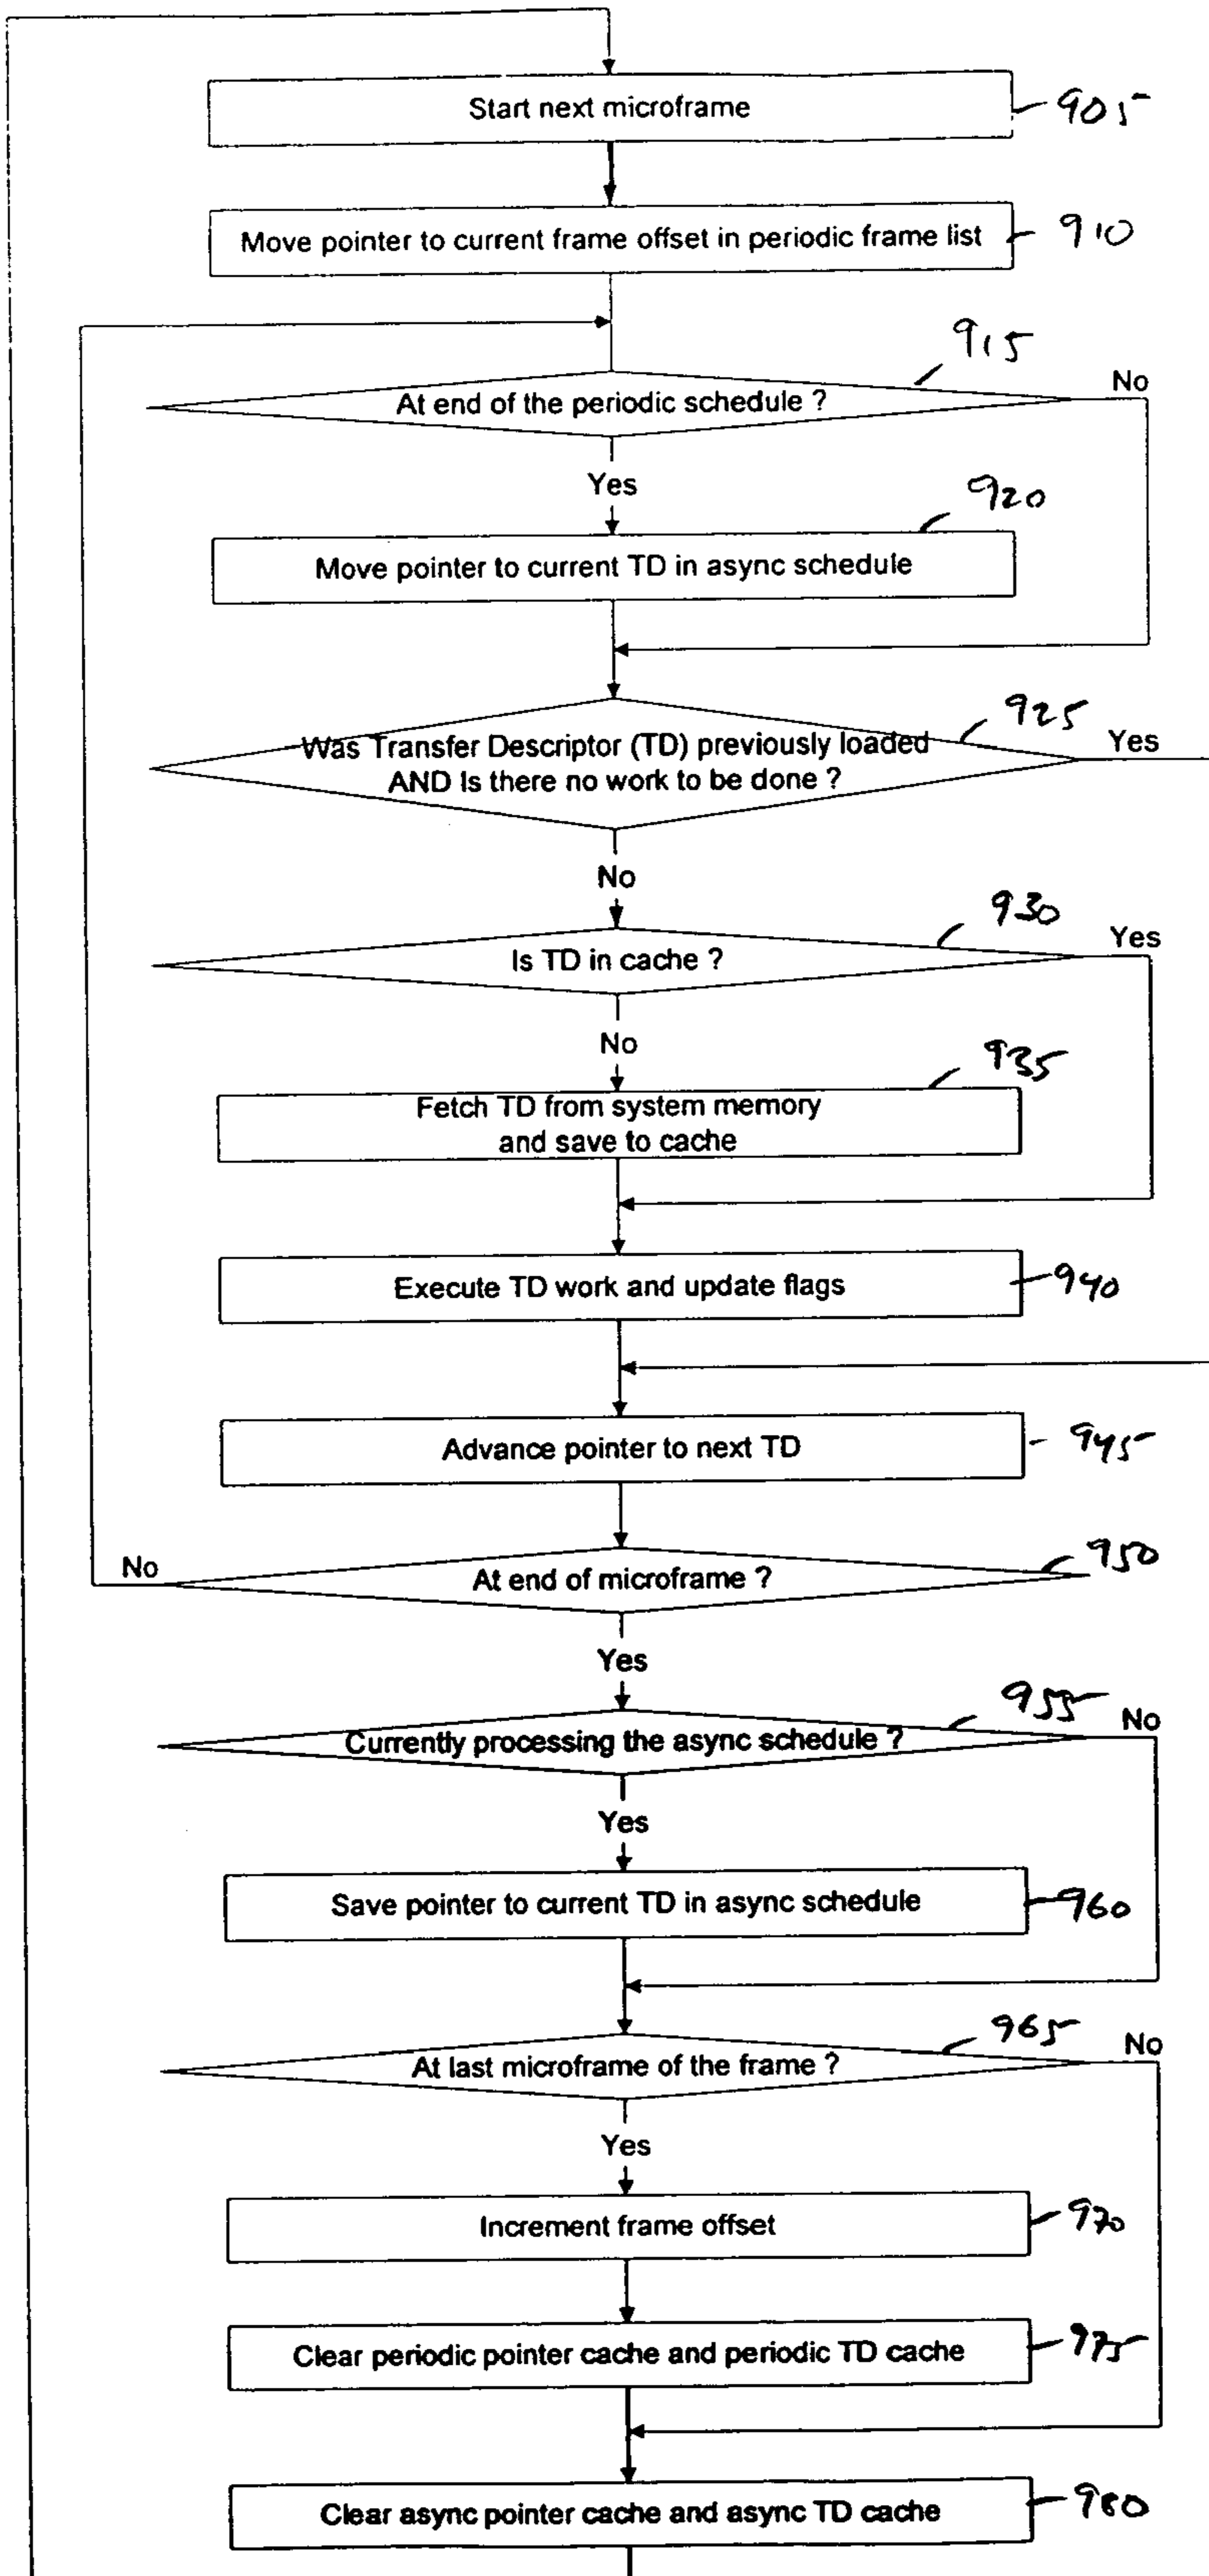 Start next microframe
905
Move pointer to current frame offset in periodic frame list
910
915
At end of the periodic schedule ?
No
Yes
920
Move pointer to current TD in async schedule
925
Was Transfer Descriptor (TD) previously loaded
AND Is there no work to be done ?
Yes
No
930
Is TD in cache ?
Yes
No
935
Fetch TD from system memory
and save to cache
Execute TD work and update flags
940
Advance pointer to next TD
945
No
At end of microframe ?
950
Yes
955
Currently processing the async schedule ?
No
Yes
Save pointer to current TD in async schedule
960
965
At last microframe of the frame ?
No
Yes
Increment frame offset
970
Clear periodic pointer cache and periodic TD cache
975
Clear async pointer cache and async TD cache
980